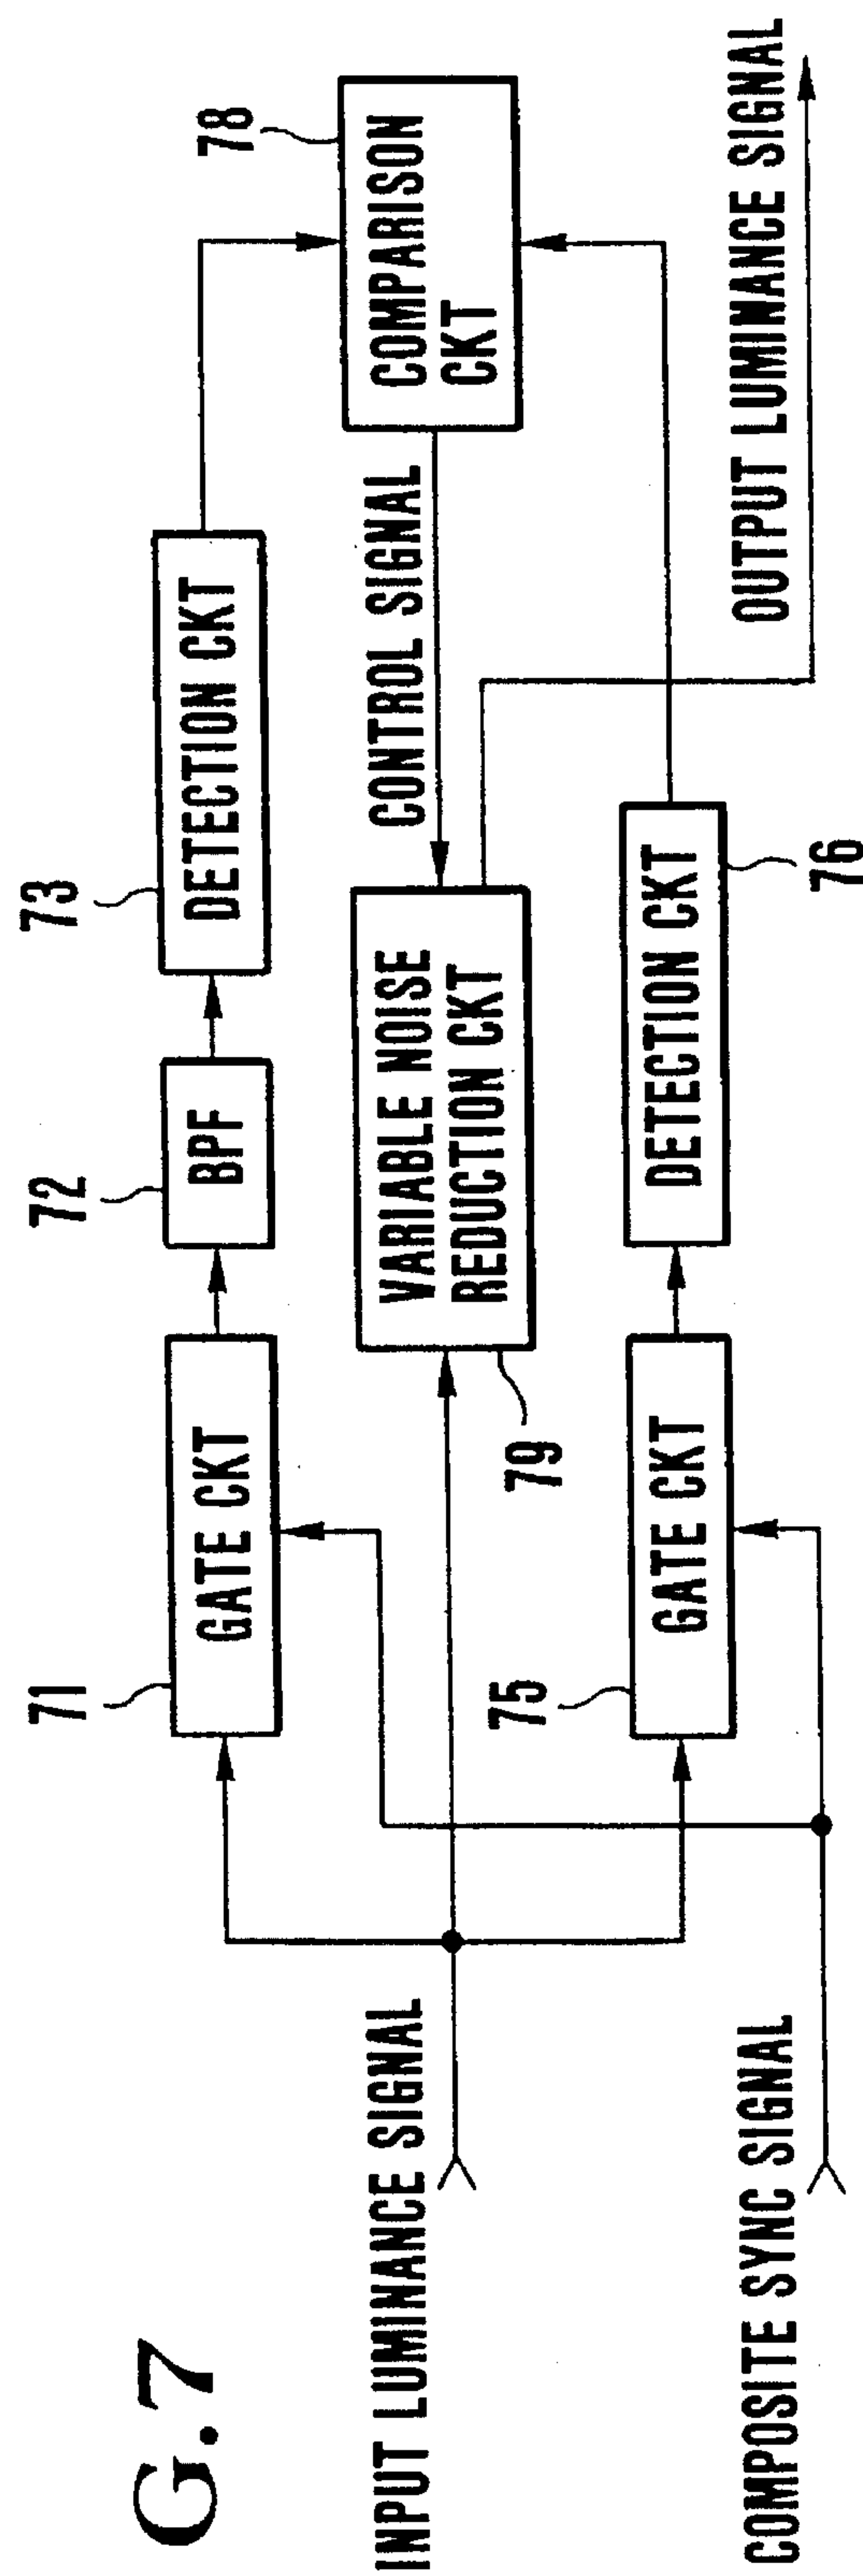 G.7
71
GATE CKT
72
BPF
73
DETECTION CKT
78
COMPARISON
CKT
INPUT LUMINANCE SIGNAL
79
VARIABLE NOISE
REDUCTION CKT
CONTROL SIGNAL
75
GATE CKT
DETECTION CKT
76
COMPOSITE SYNC SIGNAL
OUTPUT LUMINANCE SIGNAL